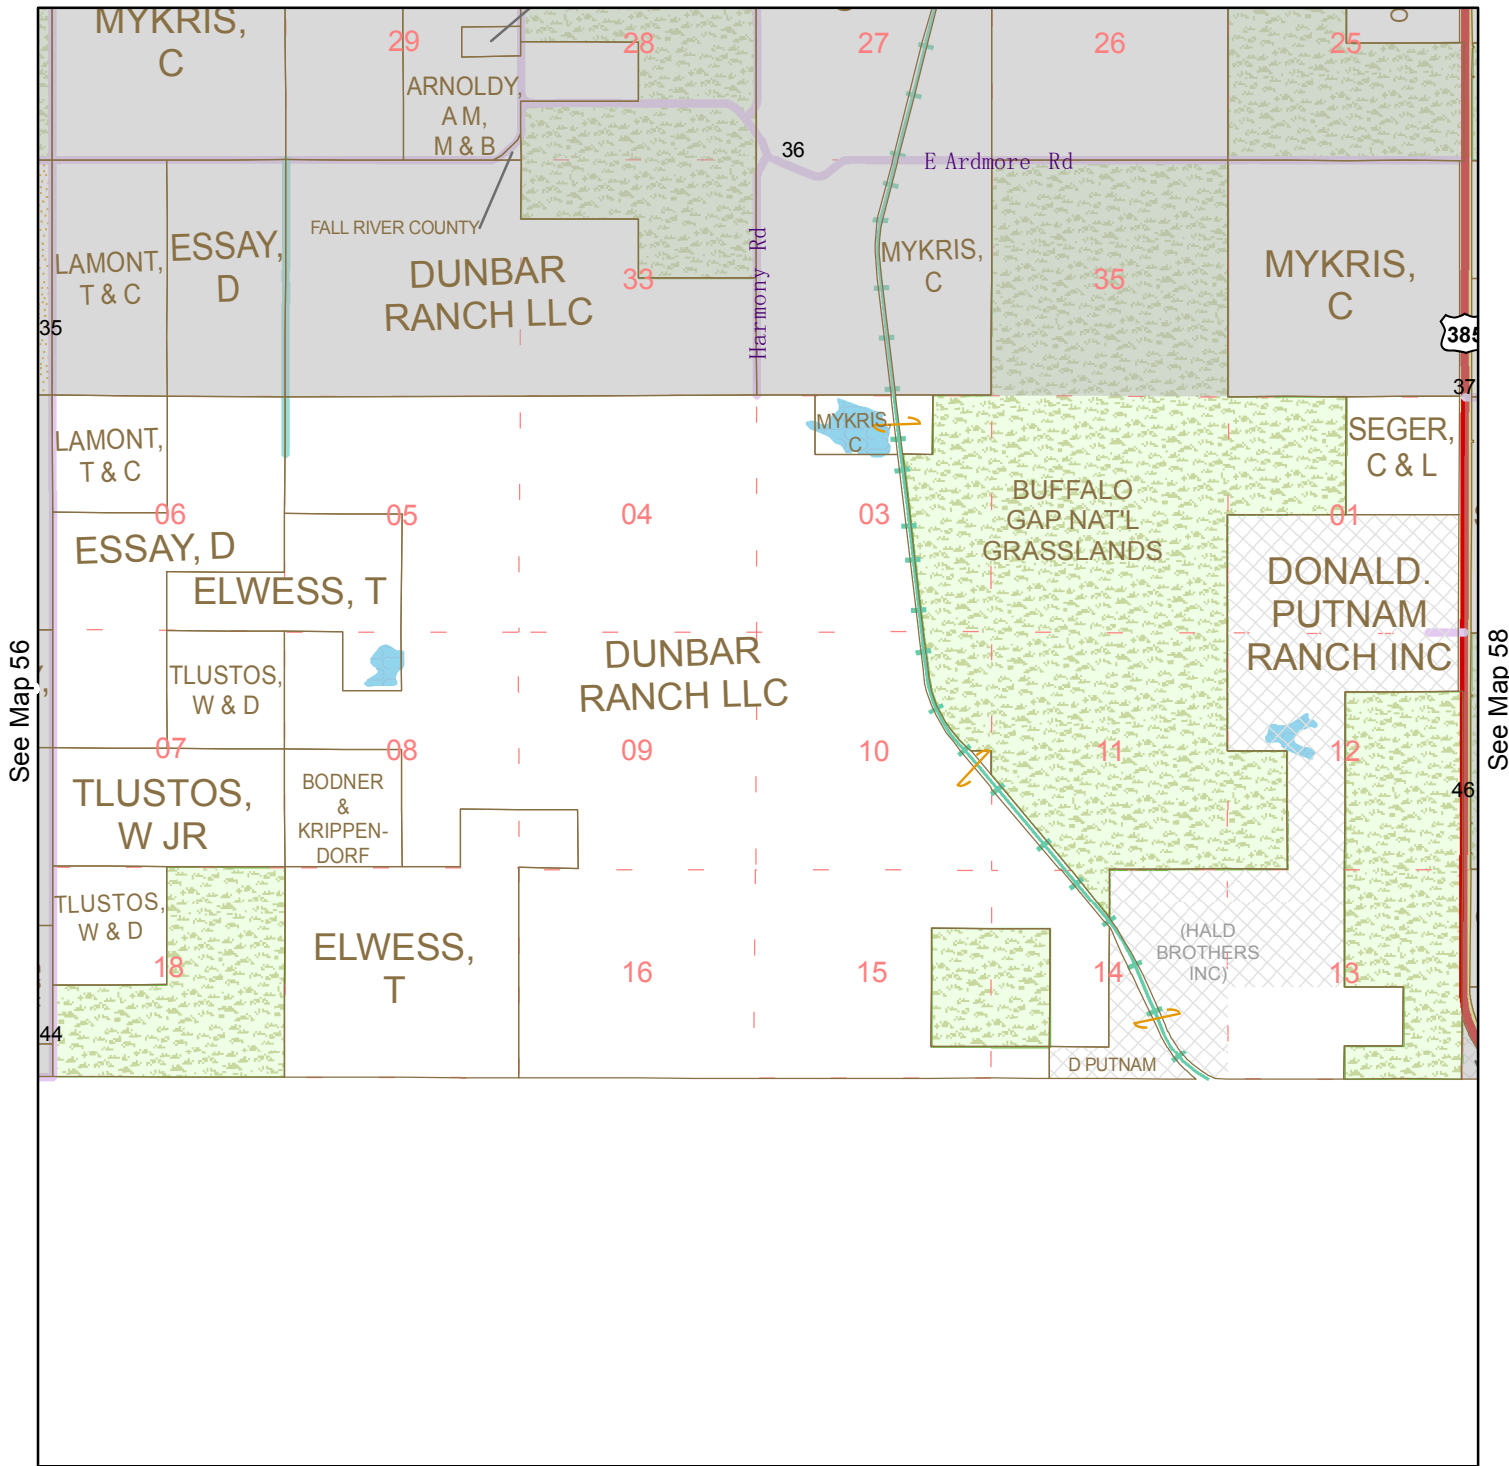 MYKRIS,
C
29
28
27
26
25
ARNOLDY,
A M,
M & B
36
E Ardmore Rd
FALL RIVER COUNTY
LAMONT,
T & C
ESSAY,
D
DUNBAR
RANCH LLC
33
Harmony Rd
MYKRIS,
C
35
MYKRIS,
C
35
385
37
LAMONT,
T & C
MYKRIS
C
SEGER,
C & L
BUFFALO
GAP NAT'L
GRASSLANDS
06
05
04
03
01
ESSAY, D
ELWESS, T
DONALD.
PUTNAM
RANCH INC
See Map 56
TLUSTOS,
W & D
DUNBAR
RANCH LLC
See Map 58
07
08
09
10
11
12
46
TLUSTOS,
W JR
BODNER
&
KRIPPEN-
DORF
TLUSTOS,
W & D
ELWESS,
T
(HALD
BROTHERS
INC)
18
16
15
14
13
44
D PUTNAM